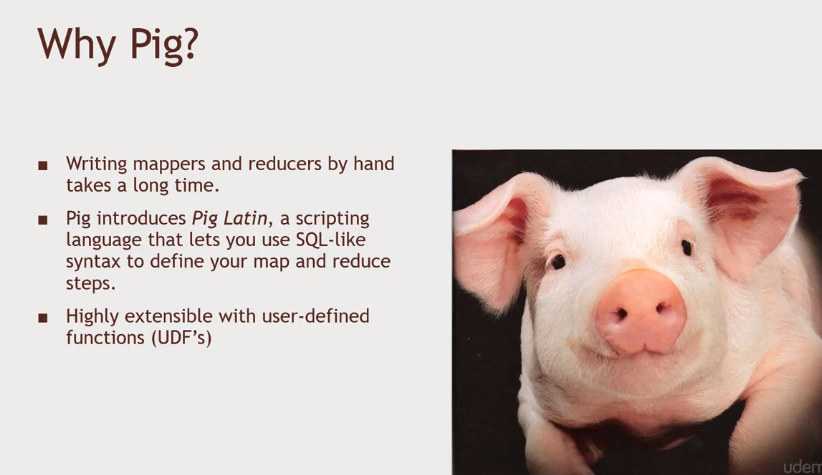 Why Pig?
▪ Writing mappers and reducers by hand
takes a long time.
▪ Pig introduces Pig Latin, a scripting
language that lets you use SQL-like
syntax to define your map and reduce
steps.
▪ Highly extensible with user-defined
functions (UDF’s)